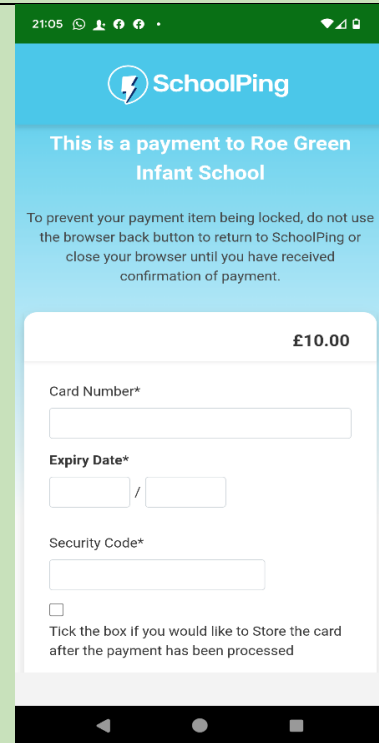 21:05
SchoolPing
This is a payment to Roe Green
Infant School
To prevent your payment item being locked, do not use
the browser back button to return to SchoolPing or
close your browser until you have received
confirmation of payment.
£10.00
Card Number*
Expiry Date*
/
Security Code*
Tick the box if you would like to Store the card
after the payment has been processed